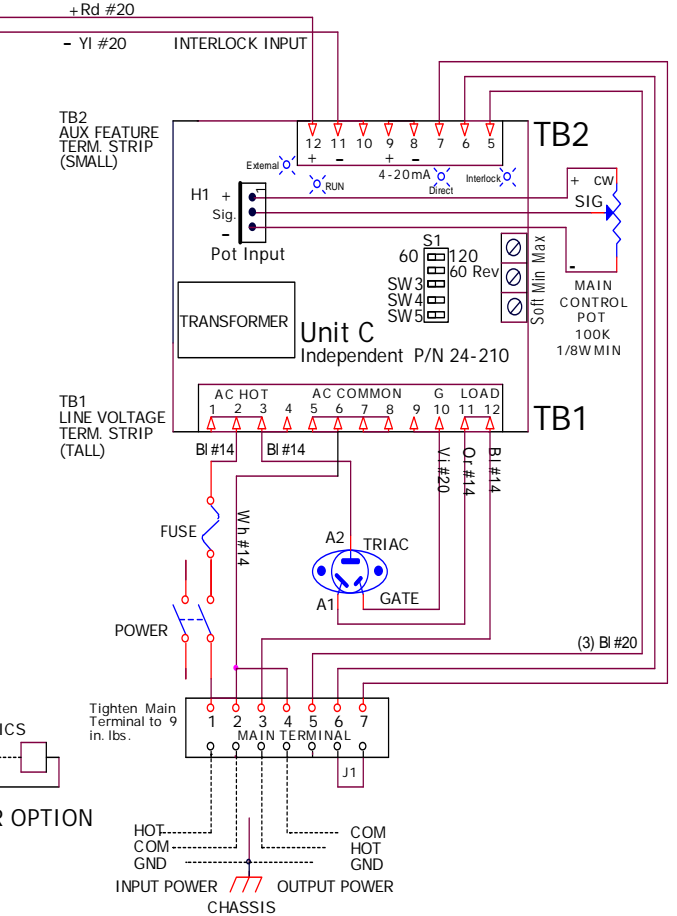 +Rd #20
- Yl #20 INTERLOCK INPUT
TB2
AUX FEATURE
TERM. STRIP
(SMALL)
TB2
12 11 10 9 8 7 6 5
+ - + -
4-20mA
External
RUN
Direct
Interlock
H1 +
Sig.
-
1
Pot Input
+ CW
SIG
-
MAIN
CONTROL
POT
100K
1/8W MIN
S1
60 120
60 Rev
SW3
SW4
SW5
Soft Min Max
TRANSFORMER
Unit C
Independent P/N 24-210
TB1
LINE VOLTAGE
TERM. STRIP
(TALL)
AC HOT AC COMMON G LOAD
1 2 3 4 5 6 7 8 9 10 11 12
TB1
Bl #14 Bl #14
Vi #20
Or #14
Bl #14
Wh #14
FUSE
A2
TRIAC
A1
GATE
POWER
(3) Bl #20
Tighten Main
Terminal to 9
in. lbs.
1 2 3 4 5 6 7
MAIN TERMINAL
J1
ICS
R OPTION
HOT COM
COM HOT
GND GND
INPUT POWER OUTPUT POWER
CHASSIS